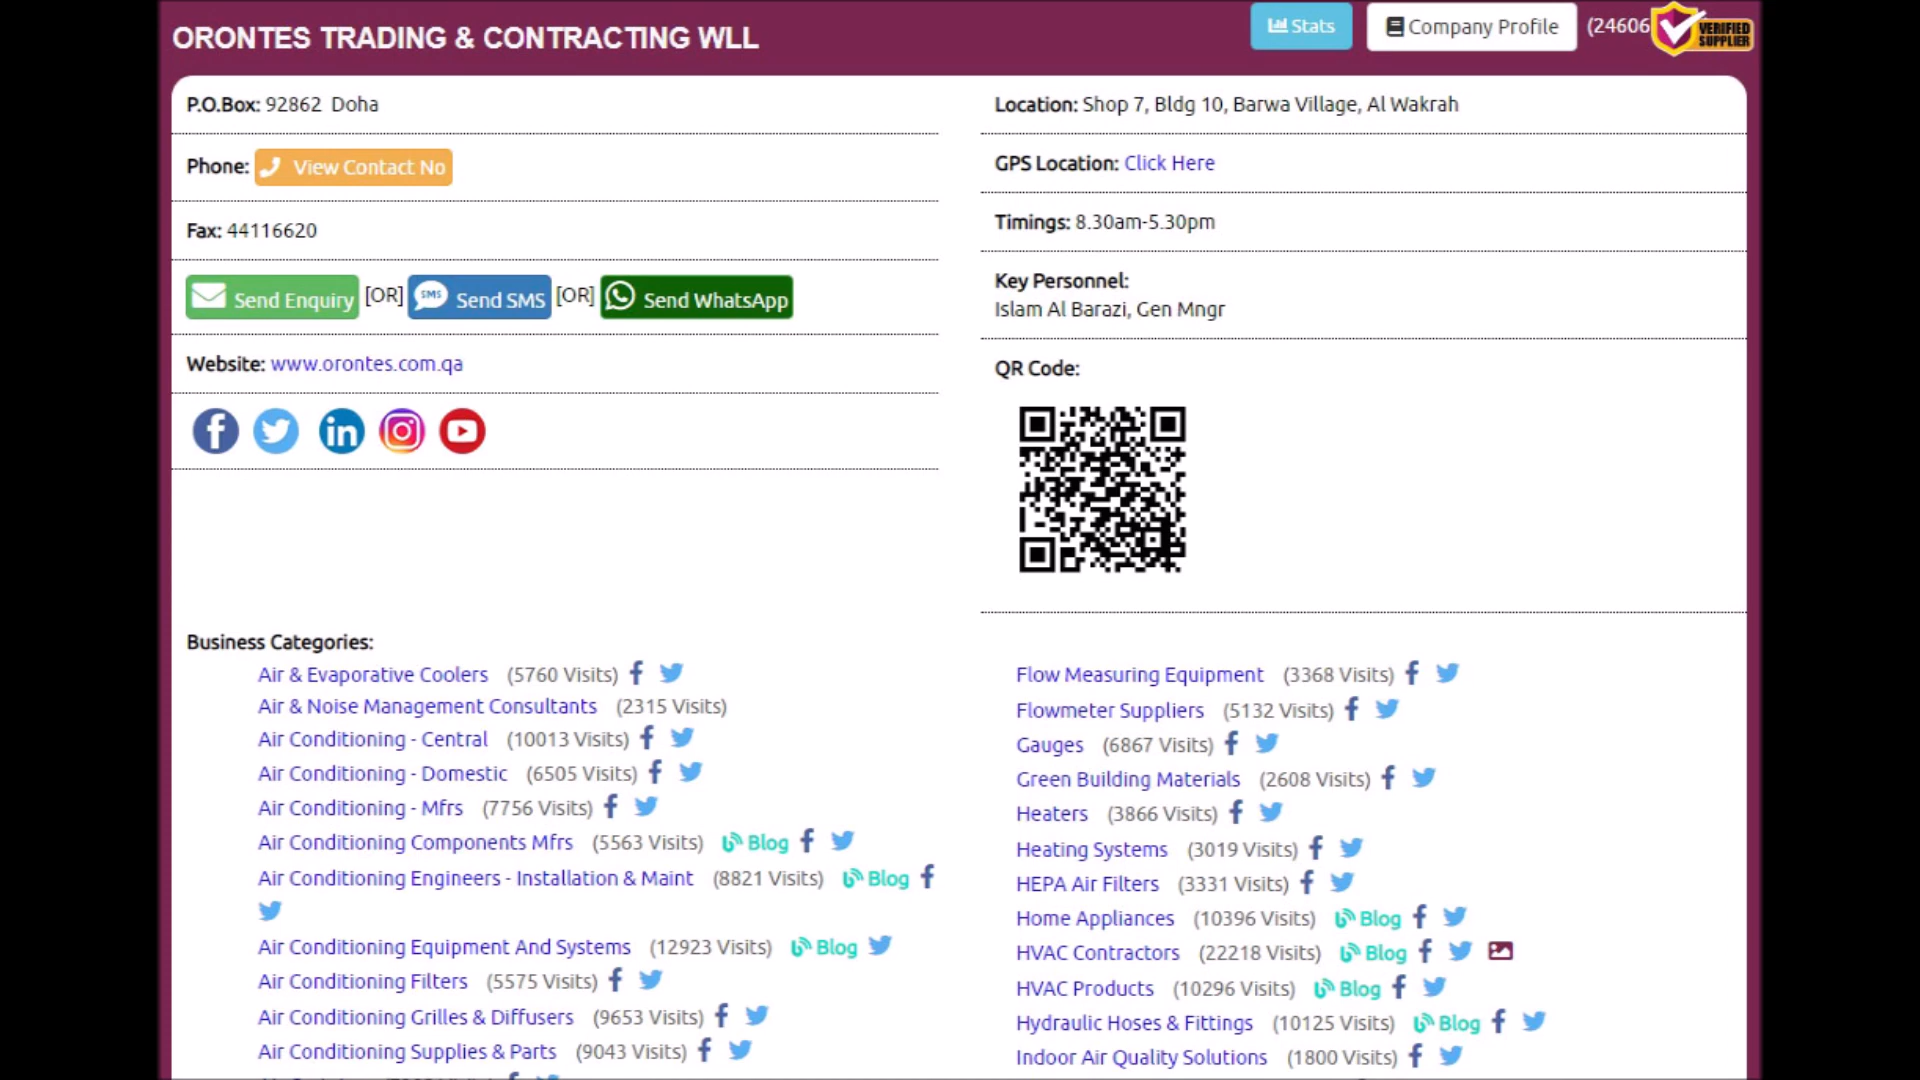 ORONTES TRADING & CONTRACTING WLL
Stats
Company Profile
(24606
VERIFIED
SUPPLIER
P.O.Box: 92862 Doha
Phone: View Contact No
Fax: 44116620
Send Enquiry [OR] SMS Send SMS [OR] Send WhatsApp
Website: www.orontes.com.qa
Location: Shop 7, Bldg 10, Barwa Village, Al Wakrah
GPS Location: Click Here
Timings: 8.30am-5.30pm
Key Personnel:
Islam Al Barazi, Gen Mngr
QR Code:
Business Categories:
Air & Evaporative Coolers (5760 Visits)
Air & Noise Management Consultants (2315 Visits)
Air Conditioning - Central (10013 Visits)
Air Conditioning - Domestic (6505 Visits)
Air Conditioning - Mfrs (7756 Visits)
Air Conditioning Components Mfrs (5563 Visits) Blog
Air Conditioning Engineers - Installation & Maint (8821 Visits) Blog
Air Conditioning Equipment And Systems (12923 Visits) Blog
Air Conditioning Filters (5575 Visits)
Air Conditioning Grilles & Diffusers (9653 Visits)
Air Conditioning Supplies & Parts (9043 Visits)
Flow Measuring Equipment (3368 Visits)
Flowmeter Suppliers (5132 Visits)
Gauges (6867 Visits)
Green Building Materials (2608 Visits)
Heaters (3866 Visits)
Heating Systems (3019 Visits)
HEPA Air Filters (3331 Visits)
Home Appliances (10396 Visits) Blog
HVAC Contractors (22218 Visits) Blog
HVAC Products (10296 Visits) Blog
Hydraulic Hoses & Fittings (10125 Visits) Blog
Indoor Air Quality Solutions (1800 Visits)